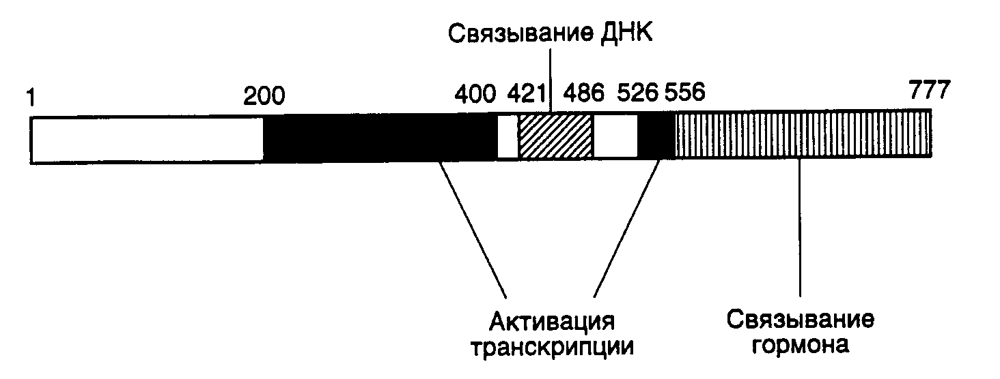 Связывание ДНК
1 200 400 421 486 526 556 777
Активация
транскрипции
Связывание
гормона